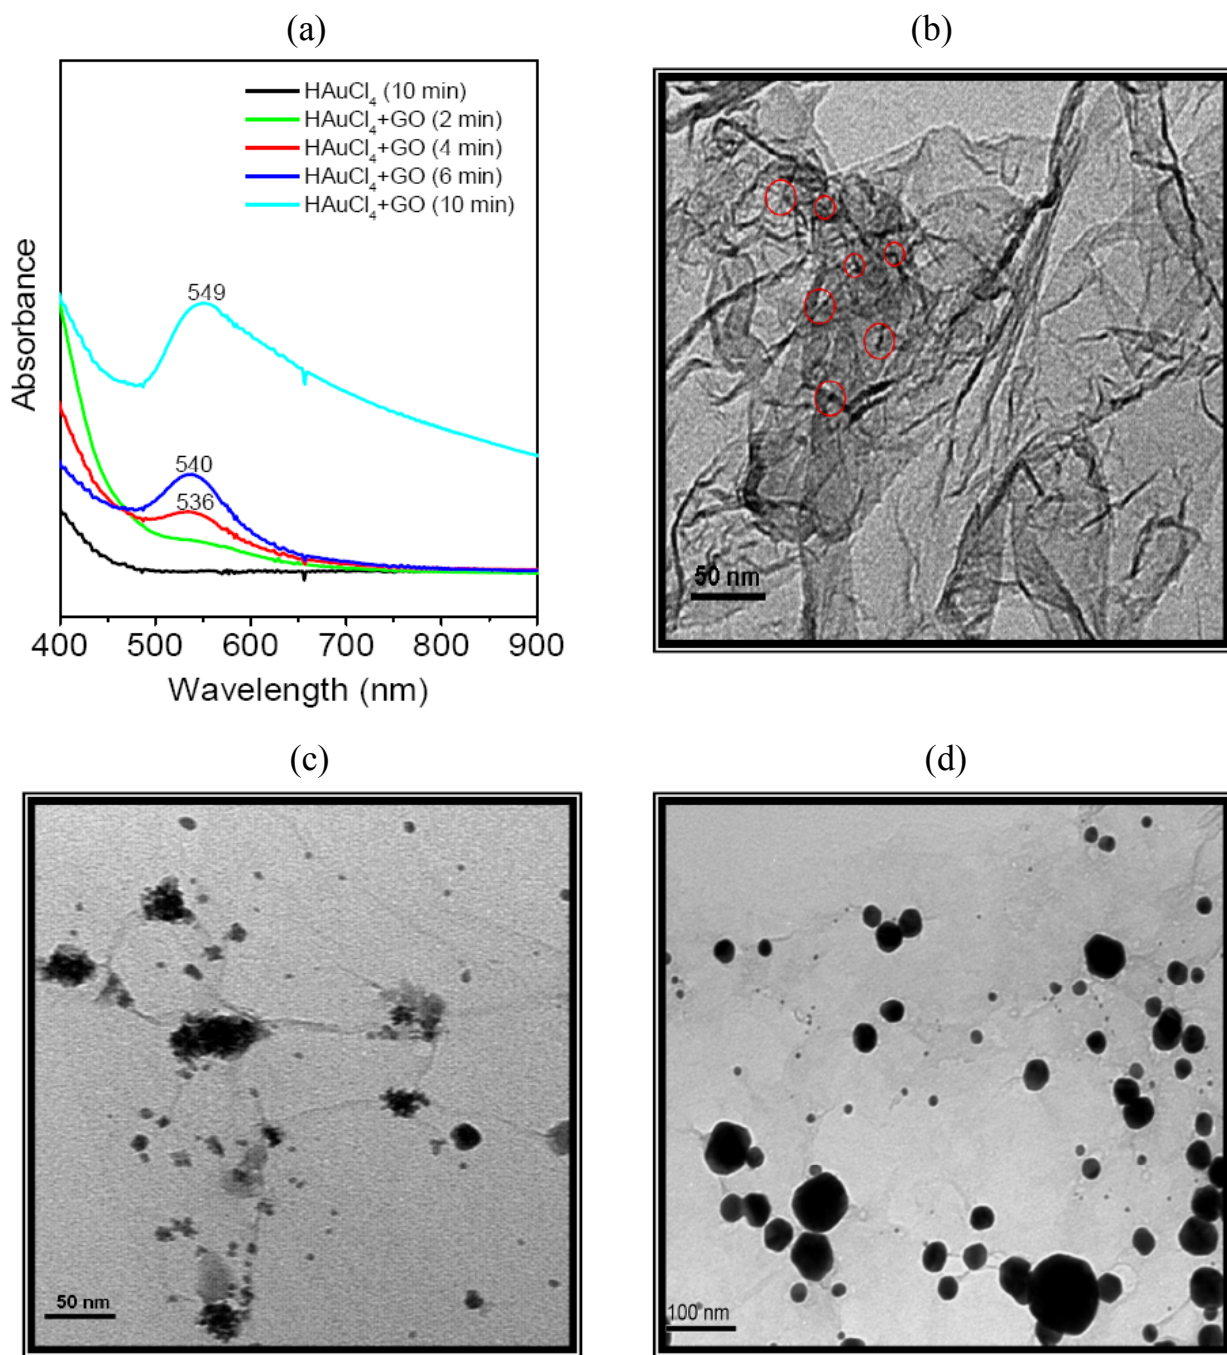 (a)
HAuCl₄ (10 min)
HAuCl₄+GO (2 min)
HAuCl₄+GO (4 min)
HAuCl₄+GO (6 min)
HAuCl₄+GO (10 min)
549
540
536
Absorbance
400 500 600 700 800 900
Wavelength (nm)
(b)
50 nm
(c)
50 nm
(d)
100 nm